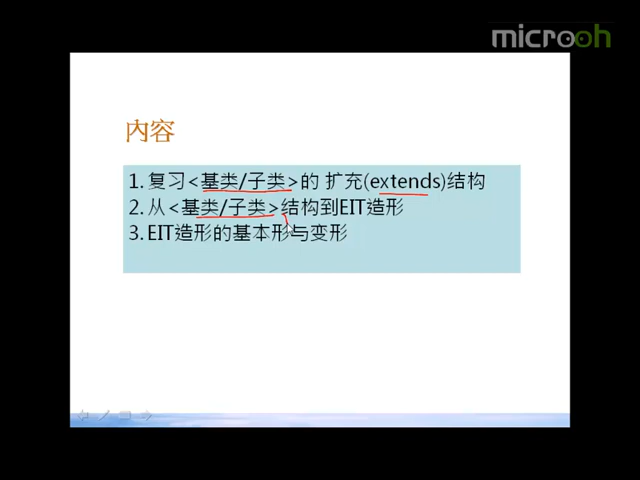 microoh
内容
1. 复习<基类/子类>的 扩充(extends)结构
2. 从<基类/子类>结构到EIT造形
3. EIT造形的基本形与变形